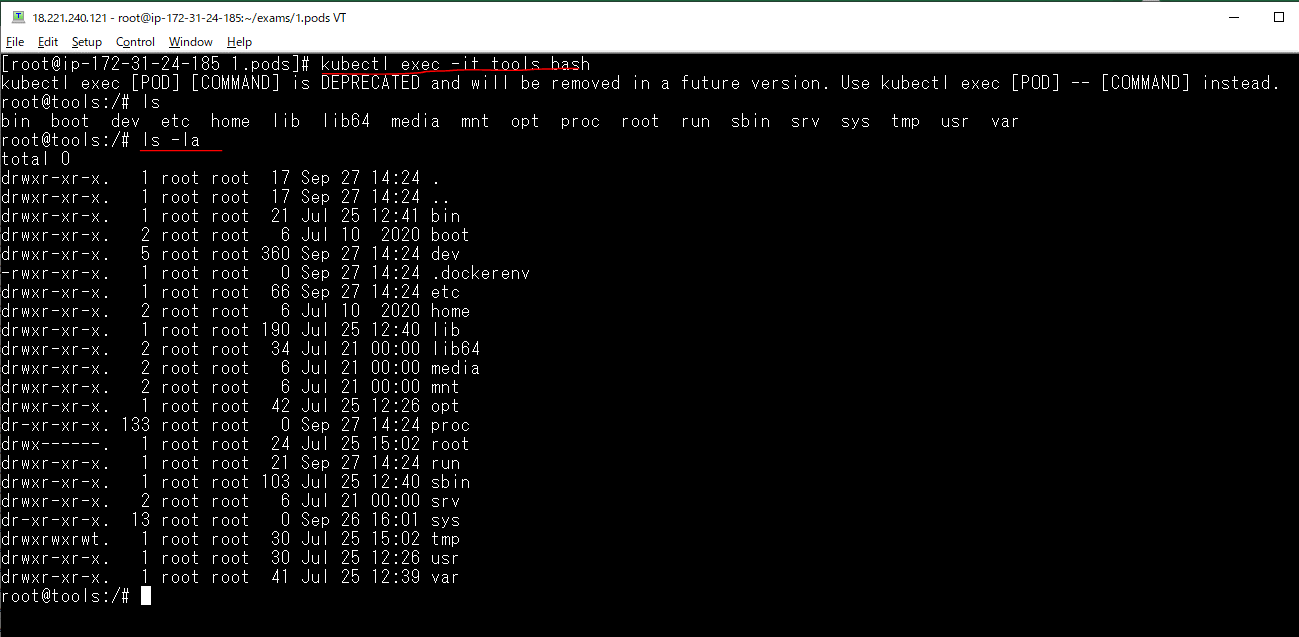 18.221.240.121 - root@ip-172-31-24-185:~/exams/1.pods VT
File Edit Setup Control Window Help
[root@ip-172-31-24-185 1.pods]# kubectl exec -it tools bash
kubectl exec [POD] [COMMAND] is DEPRECATED and will be removed in a future version. Use kubectl exec [POD] -- [COMMAND] instead.
root@tools:/# ls
bin  boot  dev  etc  home  lib  lib64  media  mnt  opt  proc  root  run  sbin  srv  sys  tmp  usr  var
root@tools:/# ls -la
total 0
drwxr-xr-x.   1 root root  17 Sep 27 14:24 .
drwxr-xr-x.   1 root root  17 Sep 27 14:24 ..
drwxr-xr-x.   1 root root  21 Jul 25 12:41 bin
drwxr-xr-x.   2 root root   6 Jul 10  2020 boot
drwxr-xr-x.   5 root root 360 Sep 27 14:24 dev
-rwxr-xr-x.   1 root root   0 Sep 27 14:24 .dockerenv
drwxr-xr-x.   1 root root  66 Sep 27 14:24 etc
drwxr-xr-x.   2 root root   6 Jul 10  2020 home
drwxr-xr-x.   1 root root 190 Jul 25 12:40 lib
drwxr-xr-x.   2 root root  34 Jul 21 00:00 lib64
drwxr-xr-x.   2 root root   6 Jul 21 00:00 media
drwxr-xr-x.   2 root root   6 Jul 21 00:00 mnt
drwxr-xr-x.   1 root root  42 Jul 25 12:26 opt
dr-xr-xr-x. 133 root root   0 Sep 27 14:24 proc
drwx------.   1 root root  24 Jul 25 15:02 root
drwxr-xr-x.   1 root root  21 Sep 27 14:24 run
drwxr-xr-x.   1 root root 103 Jul 25 12:40 sbin
drwxr-xr-x.   2 root root   6 Jul 21 00:00 srv
dr-xr-xr-x.  13 root root   0 Sep 26 16:01 sys
drwxrwxrwt.   1 root root  30 Jul 25 15:02 tmp
drwxr-xr-x.   1 root root  30 Jul 25 12:26 usr
drwxr-xr-x.   1 root root  41 Jul 25 12:39 var
root@tools:/#